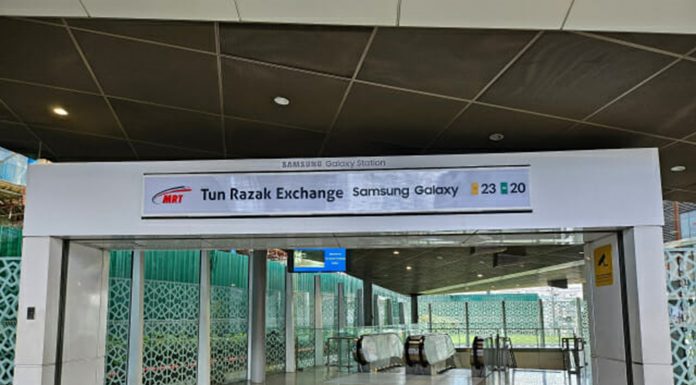 SAMSUNG Galaxy Station
MRT Tun Razak Exchange Samsung Galaxy 23 20